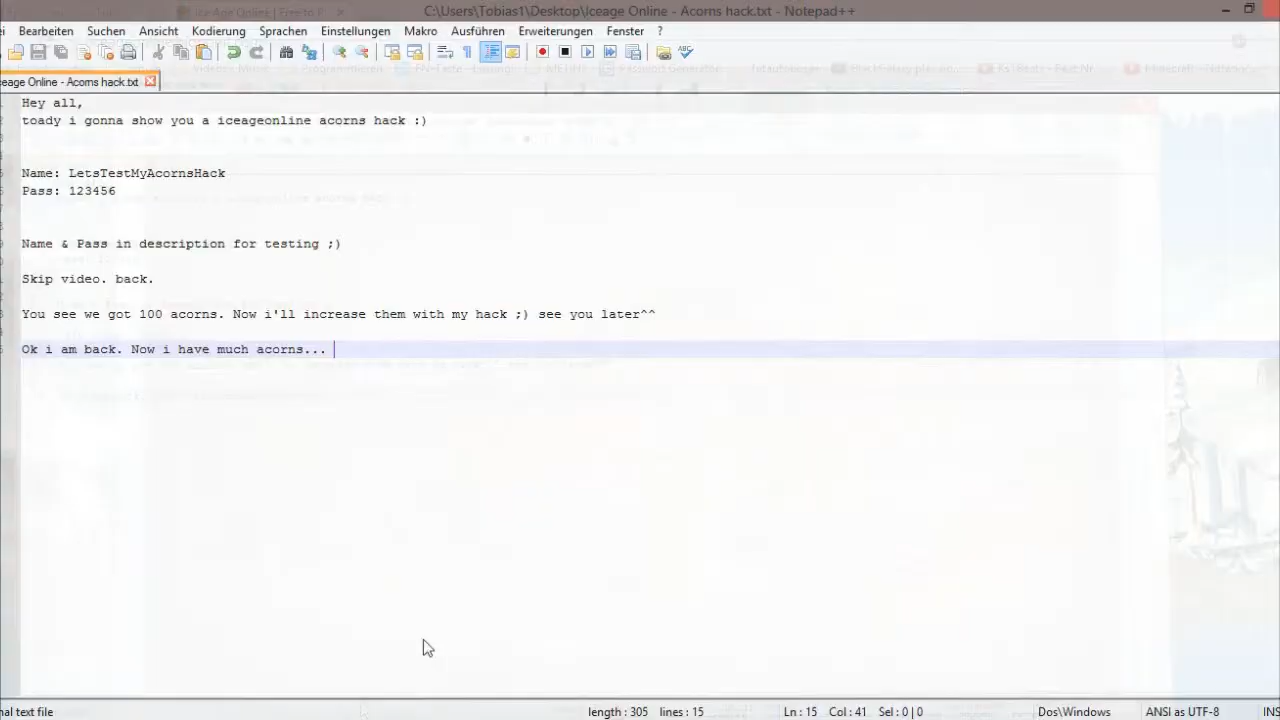 C:\Users\Tobias1\Desktop\Iceage Online - Acorns hack.txt - Notepad++
Bearbeiten Suchen Ansicht Kodierung Sprachen Einstellungen Makro Ausführen Erweiterungen Fenster ?
ceage Online - Acorns hack.txt
Hey all,
toady i gonna show you a iceageonline acorns hack :)
Name: LetsTestMyAcornsHack
Pass: 123456
Name & Pass in description for testing ;)
Skip video. back.
You see we got 100 acorns. Now i'll increase them with my hack ;) see you later^^
Ok i am back. Now i have much acorns...
nal text file length : 305 lines : 15 Ln : 15 Col : 41 Sel : 0 | 0 Dos\Windows ANSI as UTF-8 INS